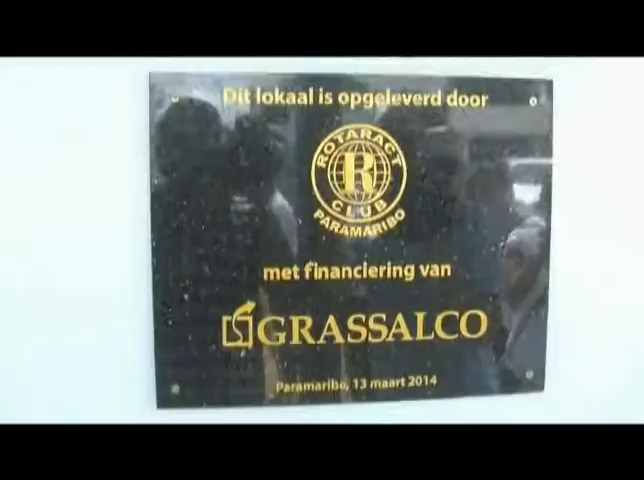 Dit lokaal is opgeleverd door
ROTARACT
R
CLUB
PARAMARIBO
met financiering van
GRASSALCO
Paramaribo, 13 maart 2014